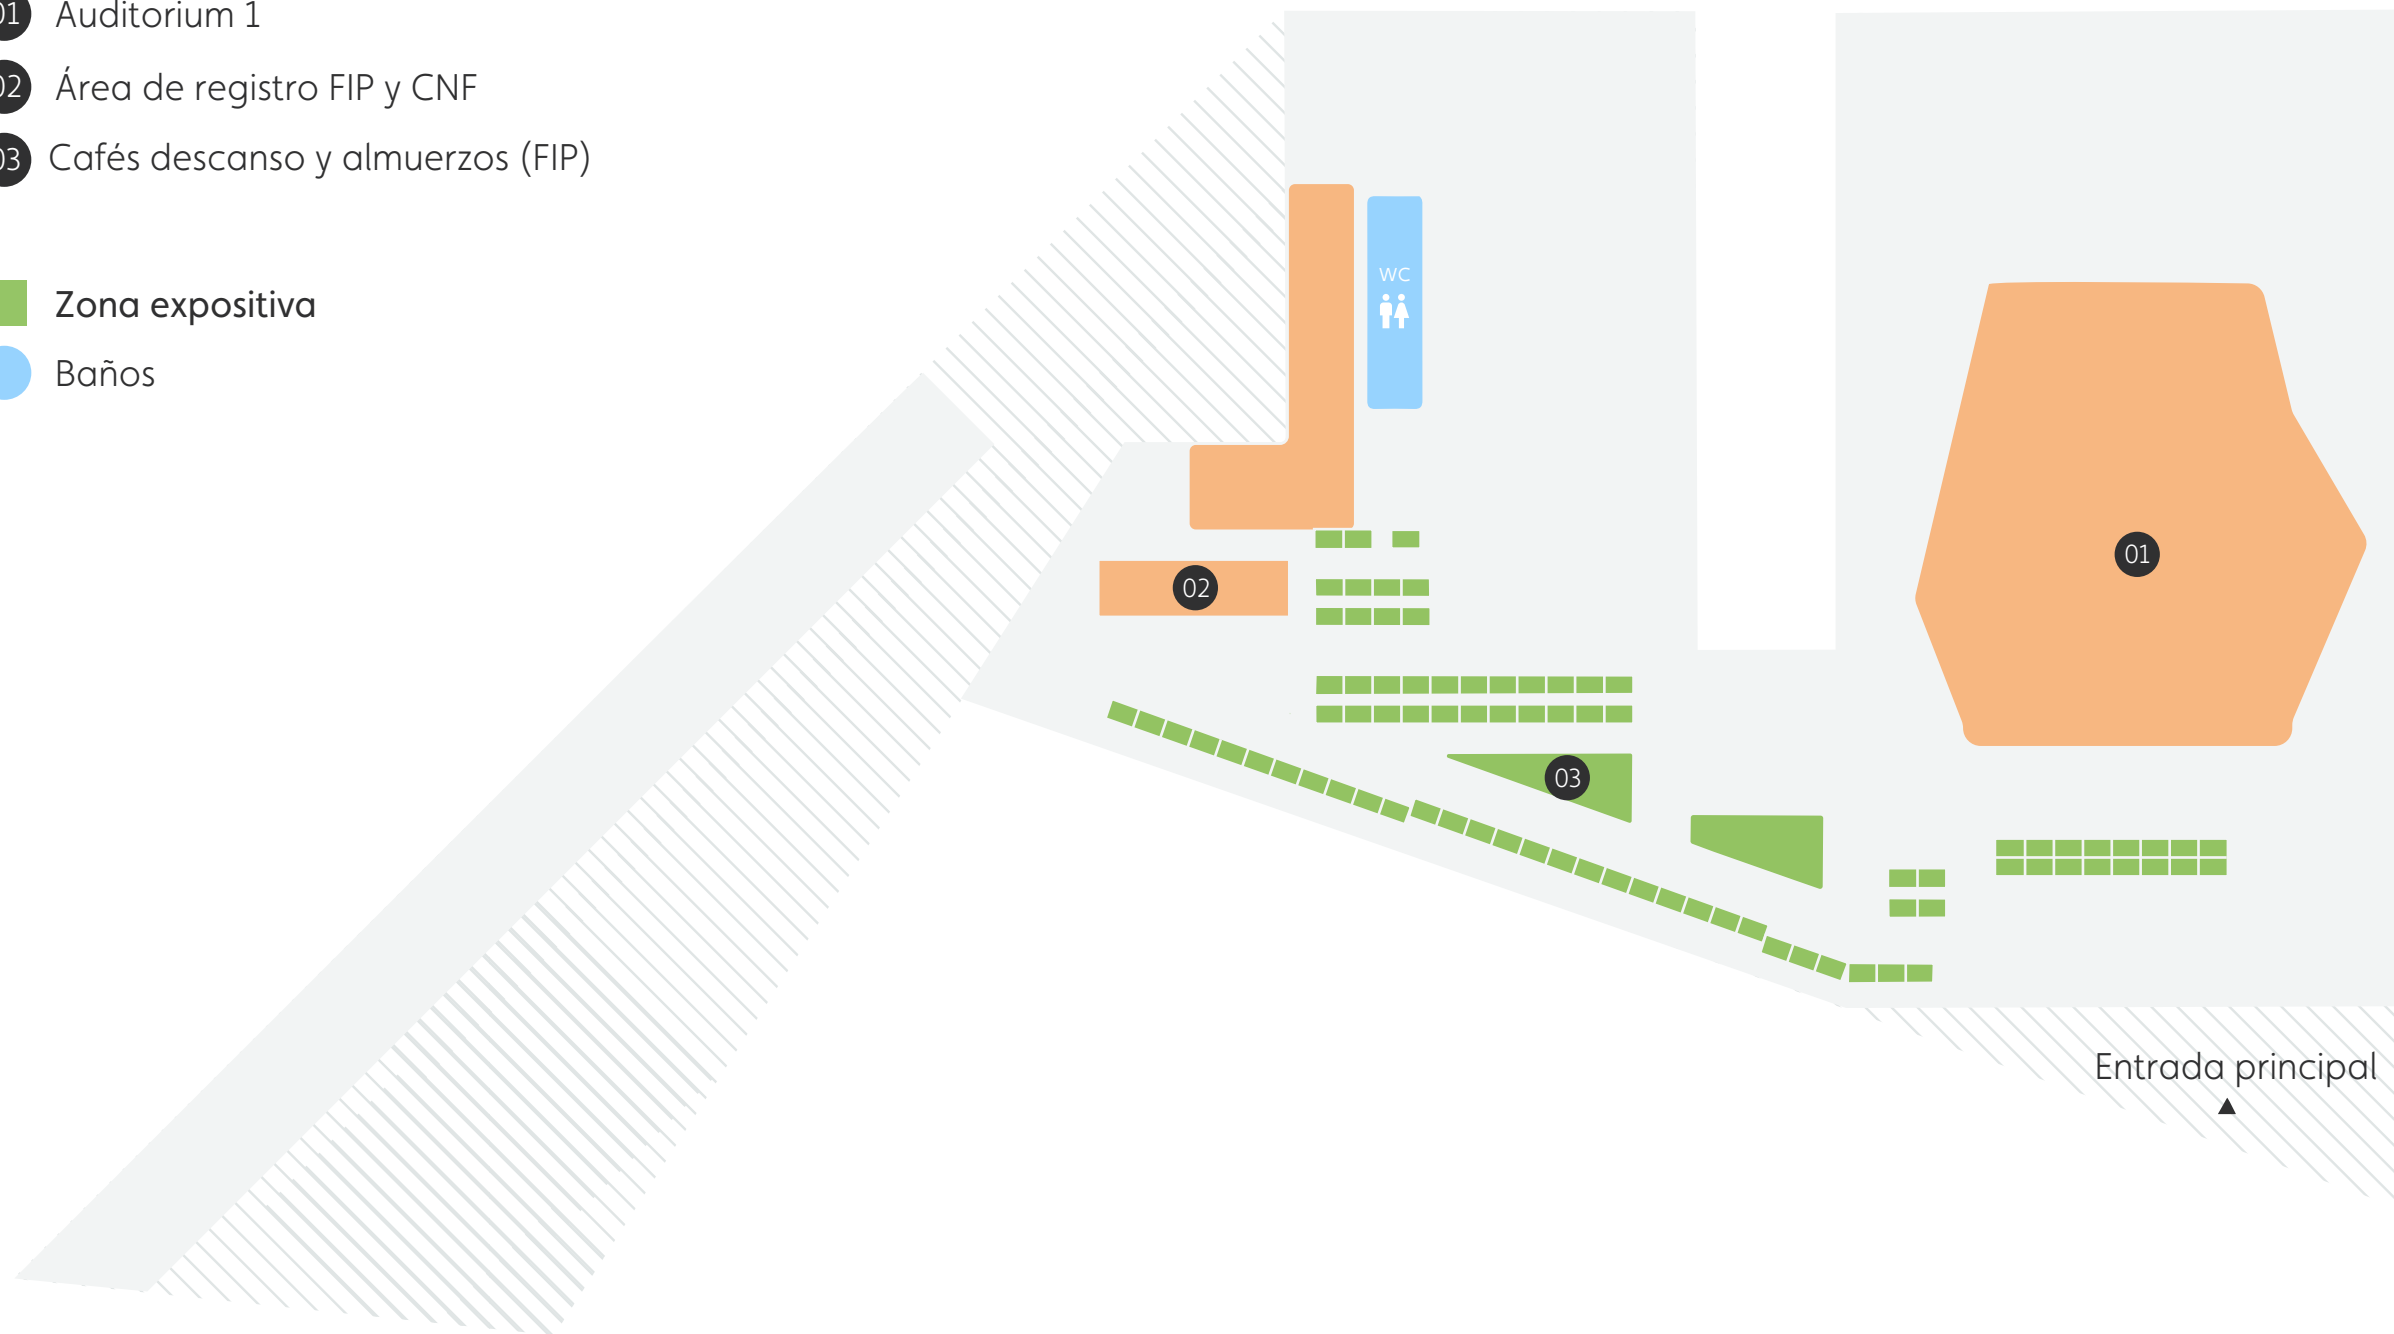 01 Auditorium 1
02 Área de registro FIP y CNF
03 Cafés descanso y almuerzos (FIP)
Zona expositiva
Baños
WC
01
02
03
Entrada principal